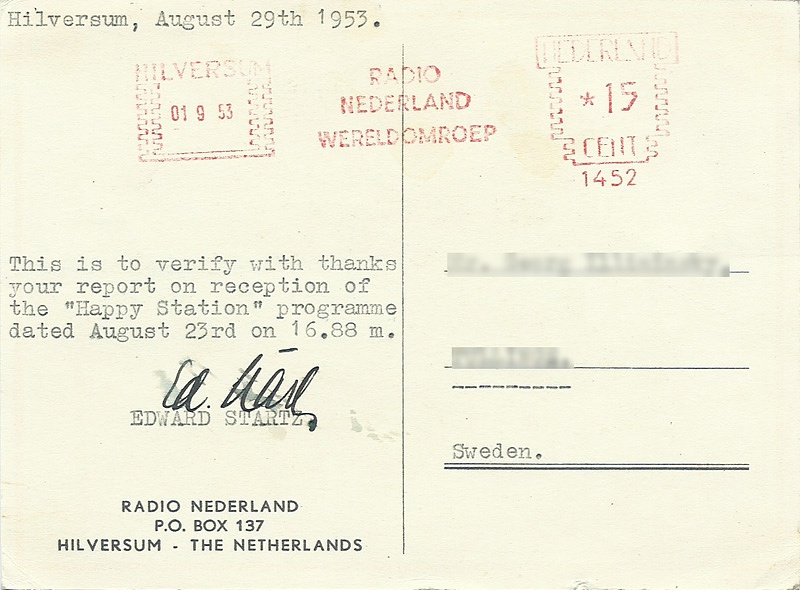 Hilversum, August 29th 1953.
HILVERSUM
01 9 53
RADIO
NEDERLAND
WERELDOMROEP
NEDERLAND
* 15
CENT
1452
This is to verify with thanks
your report on reception of
the "Happy Station" programme
dated August 23rd on 16.88 m.
EDWARD STARTZ.
RADIO NEDERLAND
P.O. BOX 137
HILVERSUM - THE NETHERLANDS
Sweden.